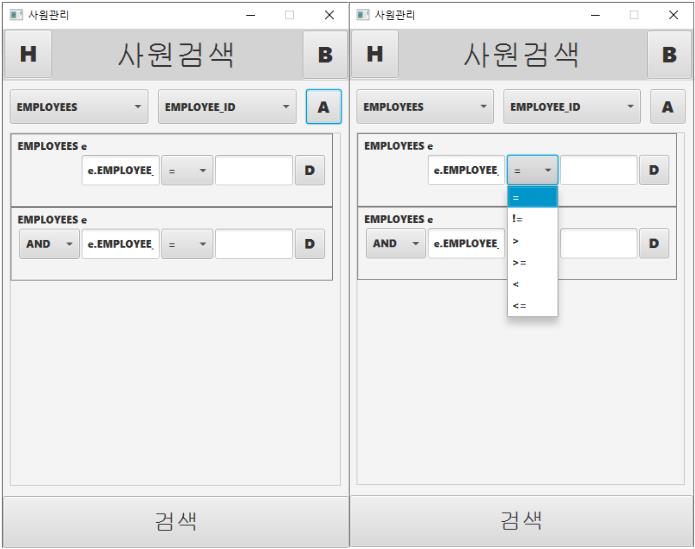 사원관리
H 사원검색 B
EMPLOYEES EMPLOYEE_ID A
EMPLOYEES e
e.EMPLOYEE_ = D
EMPLOYEES e
AND e.EMPLOYEE_ = D
검색
사원관리
H 사원검색 B
EMPLOYEES EMPLOYEE_ID A
EMPLOYEES e
e.EMPLOYEE_ = D
=
!=
>
>=
<
<=
EMPLOYEES e
AND e.EMPLOYEE_ D
검색